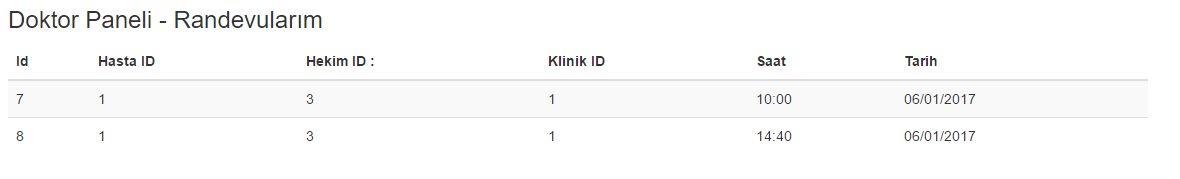 Doktor Paneli - Randevularım
Id Hasta ID Hekim ID : Klinik ID Saat Tarih
7 1 3 1 10:00 06/01/2017
8 1 3 1 14:40 06/01/2017